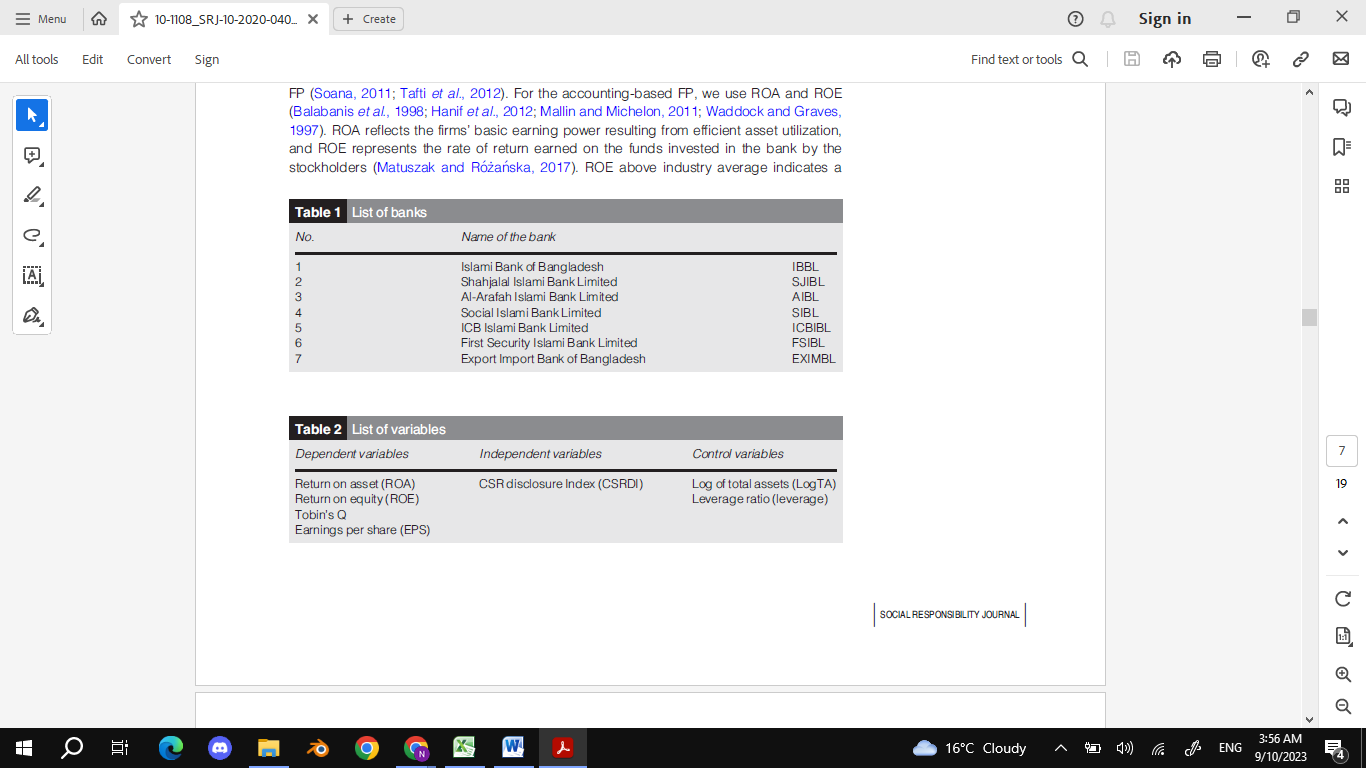 Menu
10-1108_SRJ-10-2020-040...
Create
Sign in
All tools
Edit
Convert
Sign
Find text or tools
FP (Soana, 2011; Tafti et al., 2012). For the accounting-based FP, we use ROA and ROE
(Balabanis et al., 1998; Hanif et al., 2012; Mallin and Michelon, 2011; Waddock and Graves,
1997). ROA reflects the firms' basic earning power resulting from efficient asset utilization,
and ROE represents the rate of return earned on the funds invested in the bank by the
stockholders (Matuszak and Różańska, 2017). ROE above industry average indicates a
Table 1 List of banks
No. Name of the bank
1 Islami Bank of Bangladesh IBBL
2 Shahjalal Islami Bank Limited SJIBL
3 Al-Arafah Islami Bank Limited AIBL
4 Social Islami Bank Limited SIBL
5 ICB Islami Bank Limited ICBIBL
6 First Security Islami Bank Limited FSIBL
7 Export Import Bank of Bangladesh EXIMBL
Table 2 List of variables
Dependent variables Independent variables Control variables
Return on asset (ROA) CSR disclosure Index (CSRDI) Log of total assets (LogTA)
Return on equity (ROE) Leverage ratio (leverage)
Tobin's Q
Earnings per share (EPS)
SOCIAL RESPONSIBILITY JOURNAL
7
19
1:1
16°C Cloudy
ENG
3:56 AM
9/10/2023
4